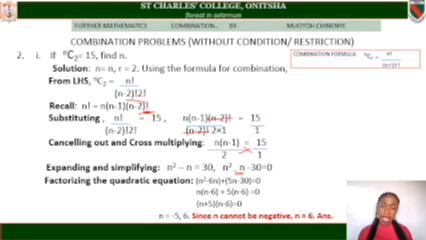 ST CHARLES' COLLEGE, ONITSHA
floreat in aeternum
FURTHER MATHEMATICS COMBINATION.. BY MUOTOH CHINENYE
COMBINATION PROBLEMS (WITHOUT CONDITION/ RESTRICTION)
COMBINATION FORMULA ⁿCᵣ = n!
2. i. If ⁿC₂= 15, find n.
Solution: n= n, r = 2. Using the formula for combination,
From LHS, ⁿC₂ = n!
(n-2)!2!
Recall: n! – n(n-1)(n-2)!
Substituting, n! = 15, n(n-1)(n-2)! = 15
(n-2)!2! (n-2)! 2×1 1
Cancelling out and Cross multiplying: n(n-1) = 15
2 1
Expanding and simplifying: n² – n = 30, n² n -30=0
Factorizing the quadratic equation: (n²-6n)+(5n-30)=0
n(n-6) + 5(n-6) =0
(n+5)(n-6)=0
n = -5, 6. Since n cannot be negative, n = 6. Ans.